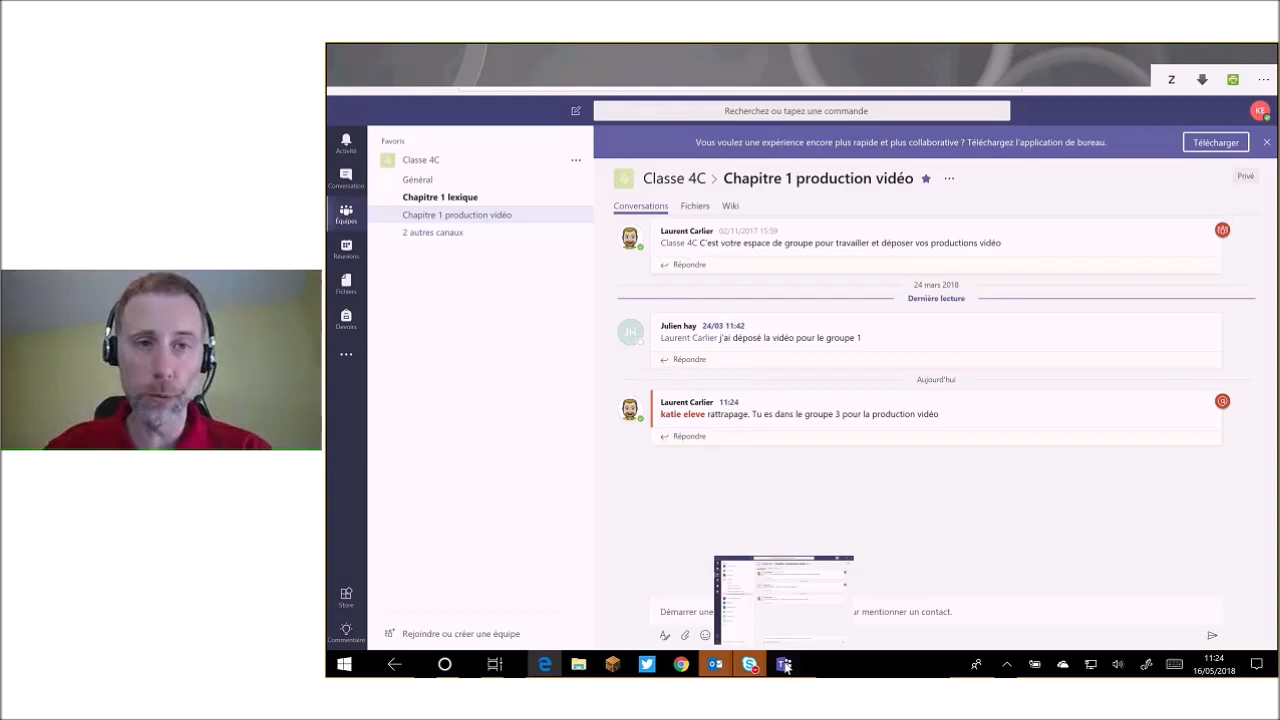 Z
Recherchez ou tapez une commande
KE
Vous voulez une expérience encore plus rapide et plus collaborative ? Téléchargez l'application de bureau.
Télécharger
Activité
Conversation
Équipes
Réunions
Fichiers
Devoirs
Store
Commentaire
Favoris
Classe 4C
Général
Chapitre 1 lexique
Chapitre 1 production vidéo
2 autres canaux
Rejoindre ou créer une équipe
Classe 4C > Chapitre 1 production vidéo
Privé
Conversations Fichiers Wiki
Laurent Carlier 02/11/2017 15:59
Classe 4C C'est votre espace de groupe pour travailler et déposer vos productions vidéo
Répondre
24 mars 2018
Dernière lecture
JH
Julien hay 24/03 11:42
Laurent Carlier j'ai déposé la vidéo pour le groupe 1
Répondre
Aujourd'hui
Laurent Carlier 11:24
katie eleve rattrapage. Tu es dans le groupe 3 pour la production vidéo
Répondre
Démarrer une
ur mentionner un contact.
11:24
16/05/2018